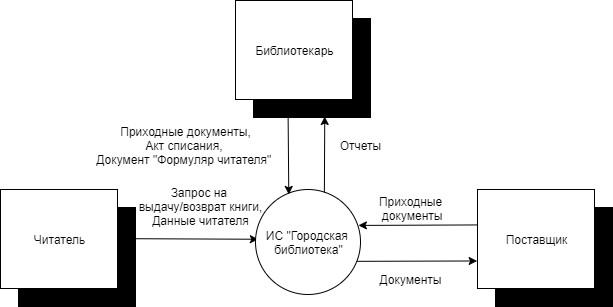 Библиотекарь
Приходные документы,
Акт списания,
Документ "Формуляр читателя"
Отчеты
Запрос на
выдачу/возврат книги,
Данные читателя
Приходные
документы
Читатель
ИС "Городская
библиотека"
Поставщик
Документы